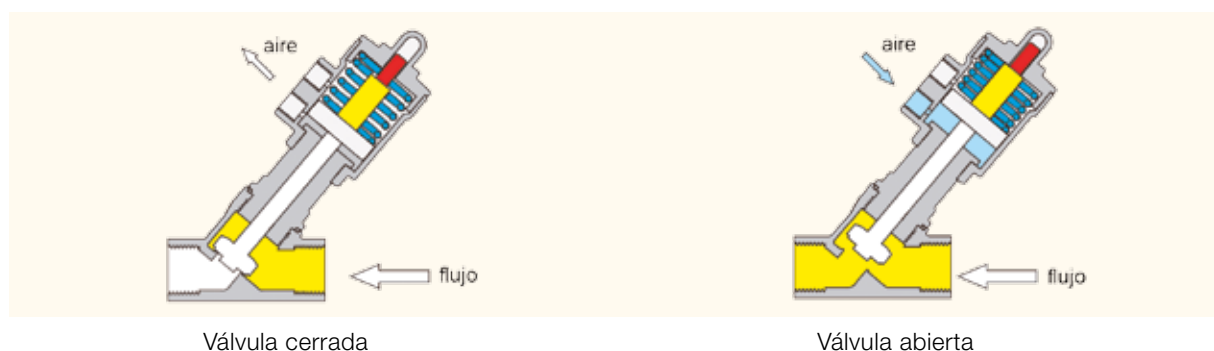 aire
flujo
Válvula cerrada
aire
flujo
Válvula abierta